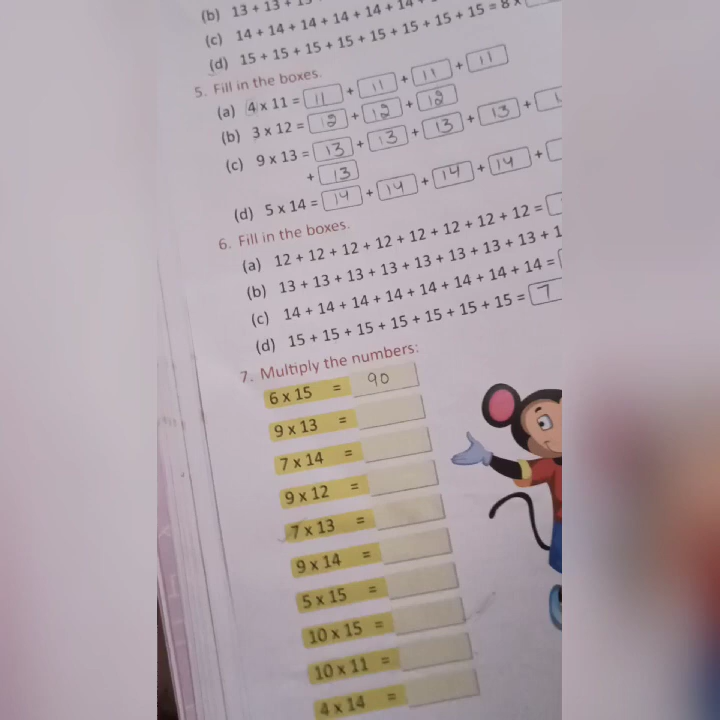 (b) 13 + 13 +
(c) 14 + 14 + 14 + 14 + 14 + 14
(d) 15 + 15 + 15 + 15 + 15 + 15 + 15 + 15 = 8 ×
5. Fill in the boxes.
(a) 4 x 11 = 11 + 11 + 11 + 11
(b) 3 x 12 = 12 + 12 + 12
(c) 9 x 13 = 13 + 13 + 13 + 13 +
+ 13
(d) 5 x 14 = 14 + 14 + 14 + 14 +
6. Fill in the boxes.
(a) 12 + 12 + 12 + 12 + 12 + 12 + 12 + 12 =
(b) 13 + 13 + 13 + 13 + 13 + 13 + 13 + 13 + 1
(c) 14 + 14 + 14 + 14 + 14 + 14 + 14 + 14 =
(d) 15 + 15 + 15 + 15 + 15 + 15 + 15 = 7
7. Multiply the numbers:
6 x 15 = 90
9 x 13 =
7 x 14 =
9 x 12 =
7 x 13 =
9 x 14 =
5 x 15 =
10 x 15 =
10 x 11 =
4 x 14 =